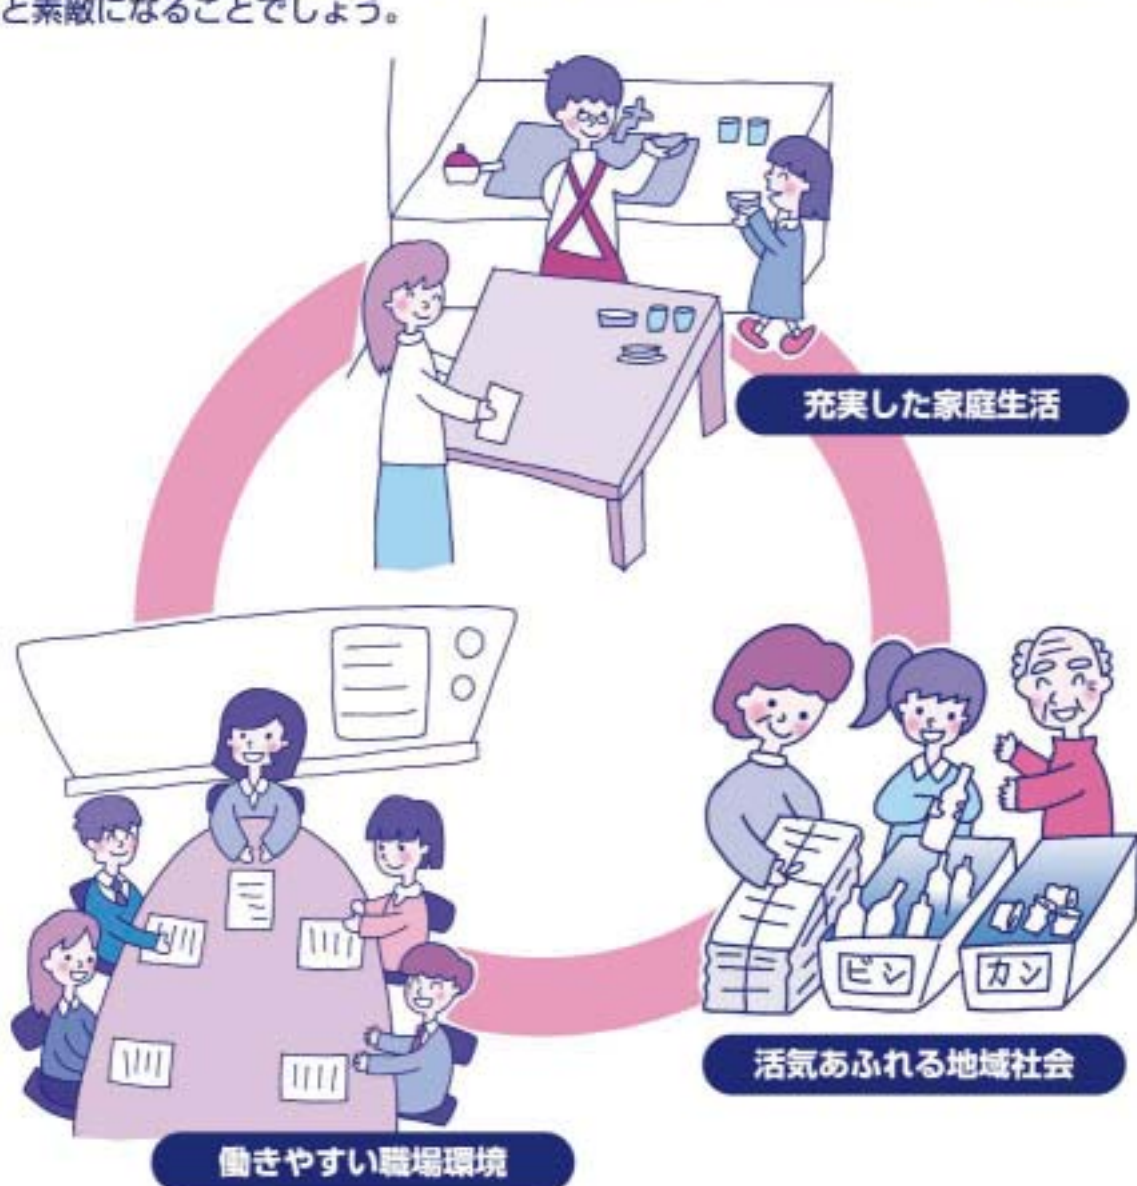 と素敵になることでしょう。
充実した家庭生活
ビン
カン
活気あふれる地域社会
働きやすい職場環境